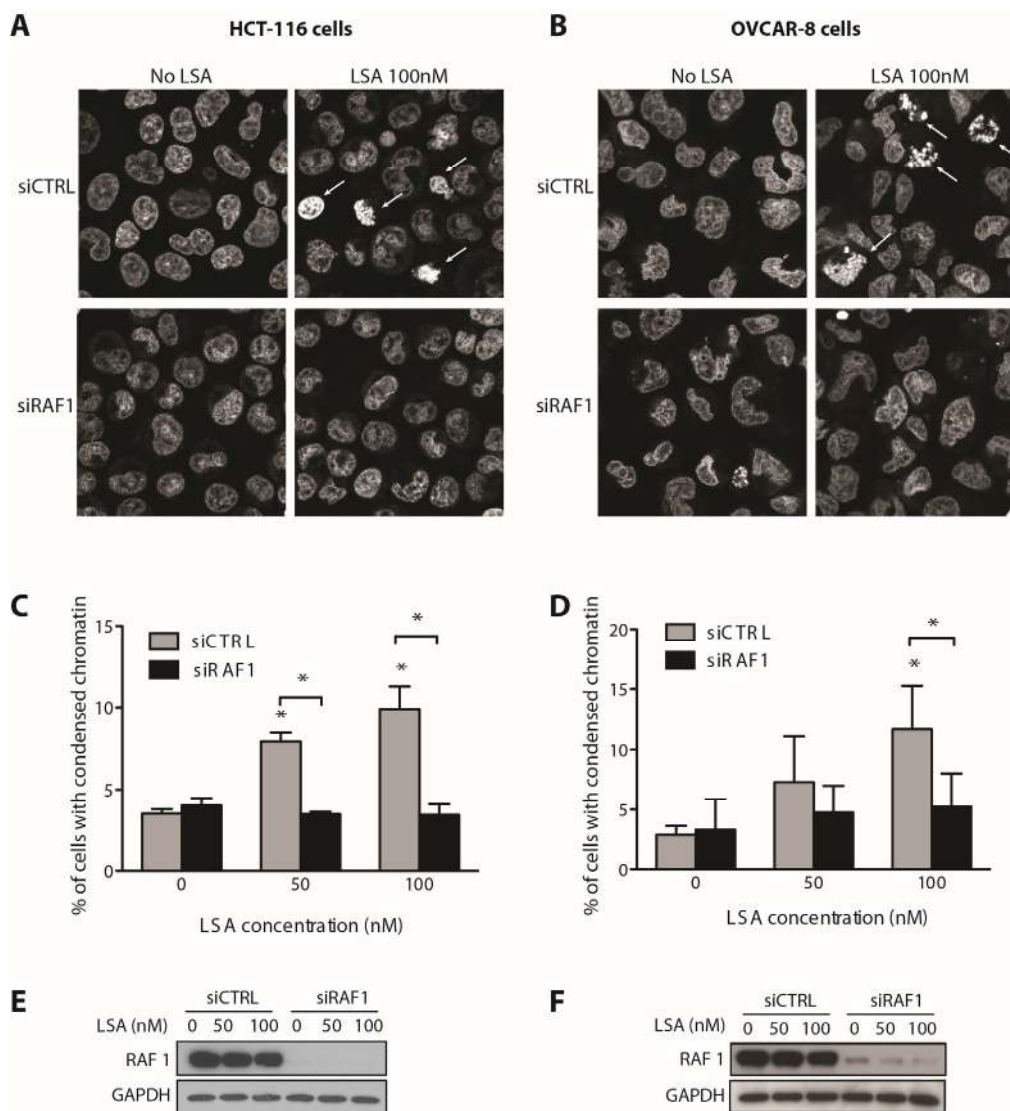 A HCT-116 cells
No LSA LSA 100nM
siCTRL
siRAF1
B OVCAR-8 cells
No LSA LSA 100nM
siCTRL
siRAF1
C
% of cells with condensed chromatin
15
10
5
0
siCTRL
siRAF1
*
*
*
*
0 50 100
LSA concentration (nM)
D
% of cells with condensed chromatin
20
15
10
5
0
siCTRL
siRAF1
*
*
0 50 100
LSA concentration (nM)
E
siCTRL siRAF1
LSA (nM) 0 50 100 0 50 100
RAF 1
GAPDH
F
siCTRL siRAF1
LSA (nM) 0 50 100 0 50 100
RAF 1
GAPDH